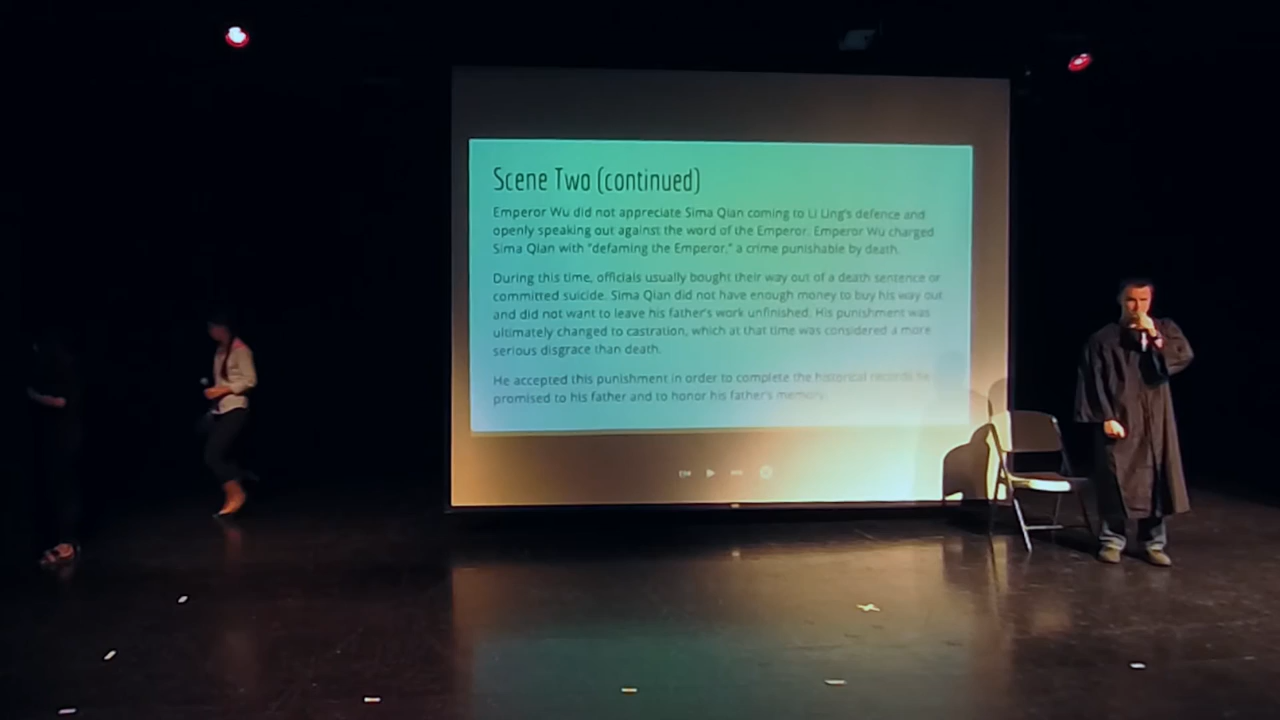 Scene Two (continued)
Emperor Wu did not appreciate Sima Qian coming to Li Ling's defence and
openly speaking out against the word of the Emperor. Emperor Wu charged
Sima Qian with "defaming the Emperor," a crime punishable by death.
During this time, officials usually bought their way out of a death sentence or
committed suicide. Sima Qian did not have enough money to buy his way out
and did not want to leave his father's work unfinished. His punishment was
ultimately changed to castration, which at that time was considered a more
serious disgrace than death.
He accepted this punishment in order to complete the historical records he
promised to his father and to honor his father's memory.